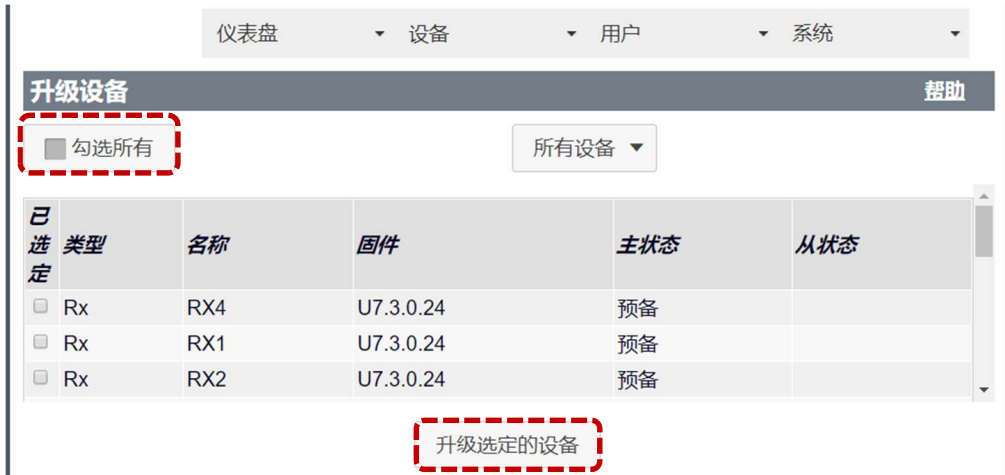 仪表盘 设备 用户 系统
升级设备 帮助
勾选所有 所有设备
已选定 类型 名称 固件 主状态 从状态
Rx RX4 U7.3.0.24 预备
Rx RX1 U7.3.0.24 预备
Rx RX2 U7.3.0.24 预备
升级选定的设备